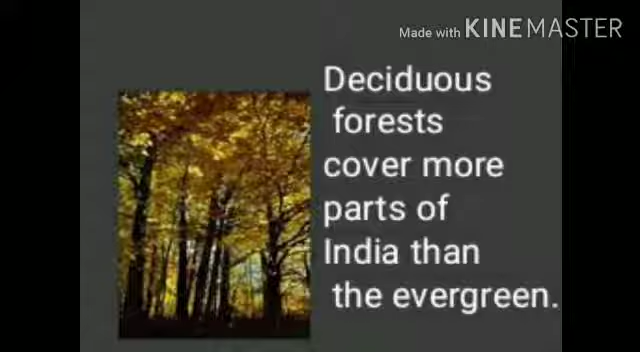 Made with KINEMASTER
Deciduous
forests
cover more
parts of
India than
the evergreen.